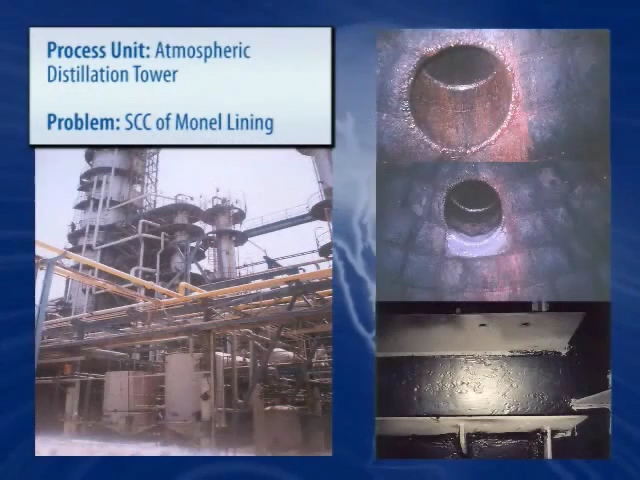 Process Unit: Atmospheric
Distillation Tower
Problem: SCC of Monel Lining